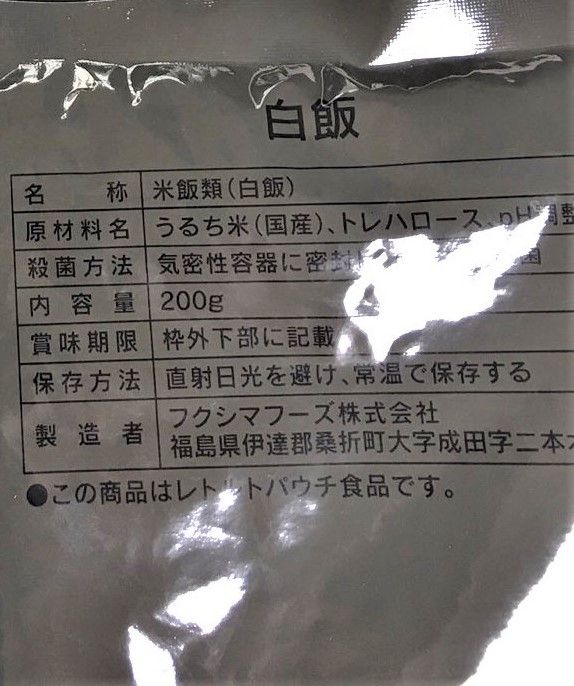 白飯
名称 米飯類(白飯)
原材料名 うるち米(国産)、トレハロース、pH調整
殺菌方法 気密性容器に密封
内容量 200g
賞味期限 枠外下部に記載
保存方法 直射日光を避け、常温で保存する
製造者 フクシマフーズ株式会社
福島県伊達郡桑折町大字成田字二本
●この商品はレトルトパウチ食品です。